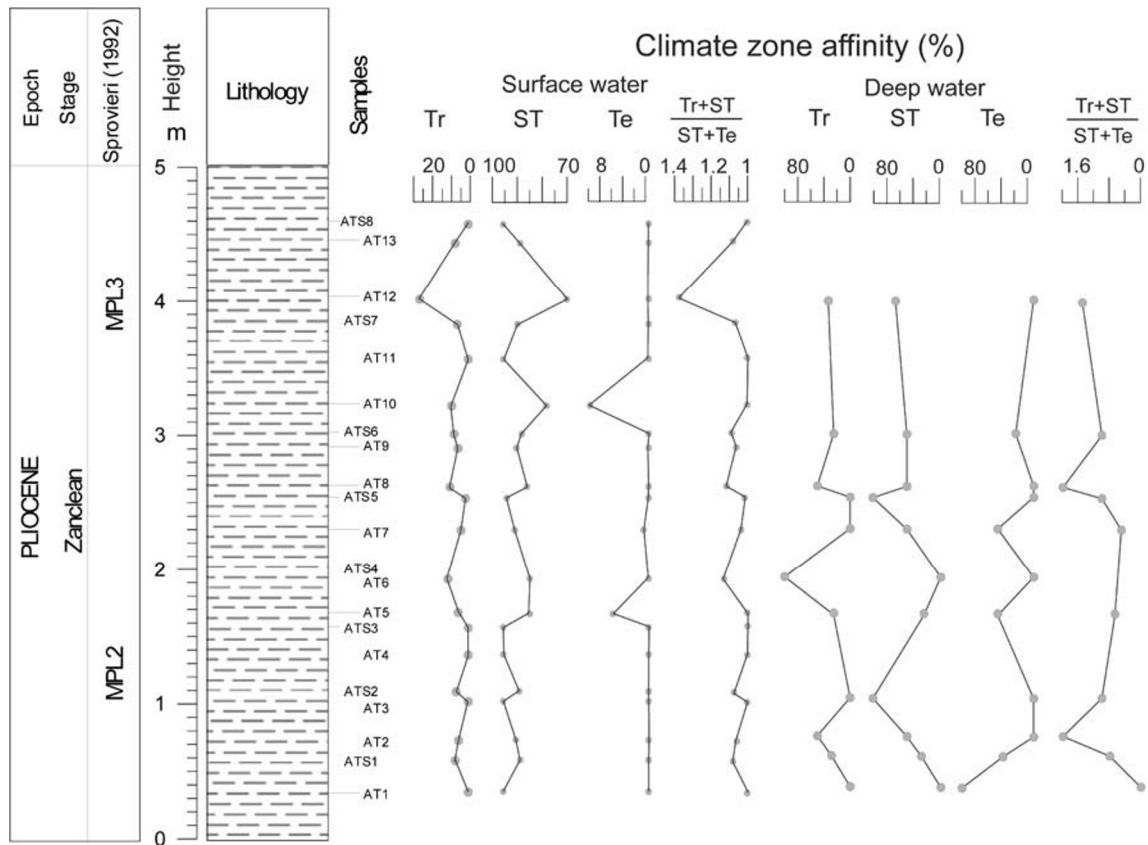 Climate zone affinity (%)
Epoch
Stage
Sprovieri (1992)
Height
m
Lithology
Samples
Surface water
Deep water
Tr
ST
Te
Tr+ST
ST+Te
Tr
ST
Te
Tr+ST
ST+Te
20 0
100 70
8 0
1.4 1.2 1
80 0
80 0
80 0
1.6 0
5
4
3
2
1
0
PLIOCENE
Zanclean
MPL3
MPL2
ATS8
AT13
AT12
ATS7
AT11
AT10
ATS6
AT9
AT8
ATS5
AT7
ATS4
AT6
AT5
ATS3
AT4
ATS2
AT3
AT2
ATS1
AT1